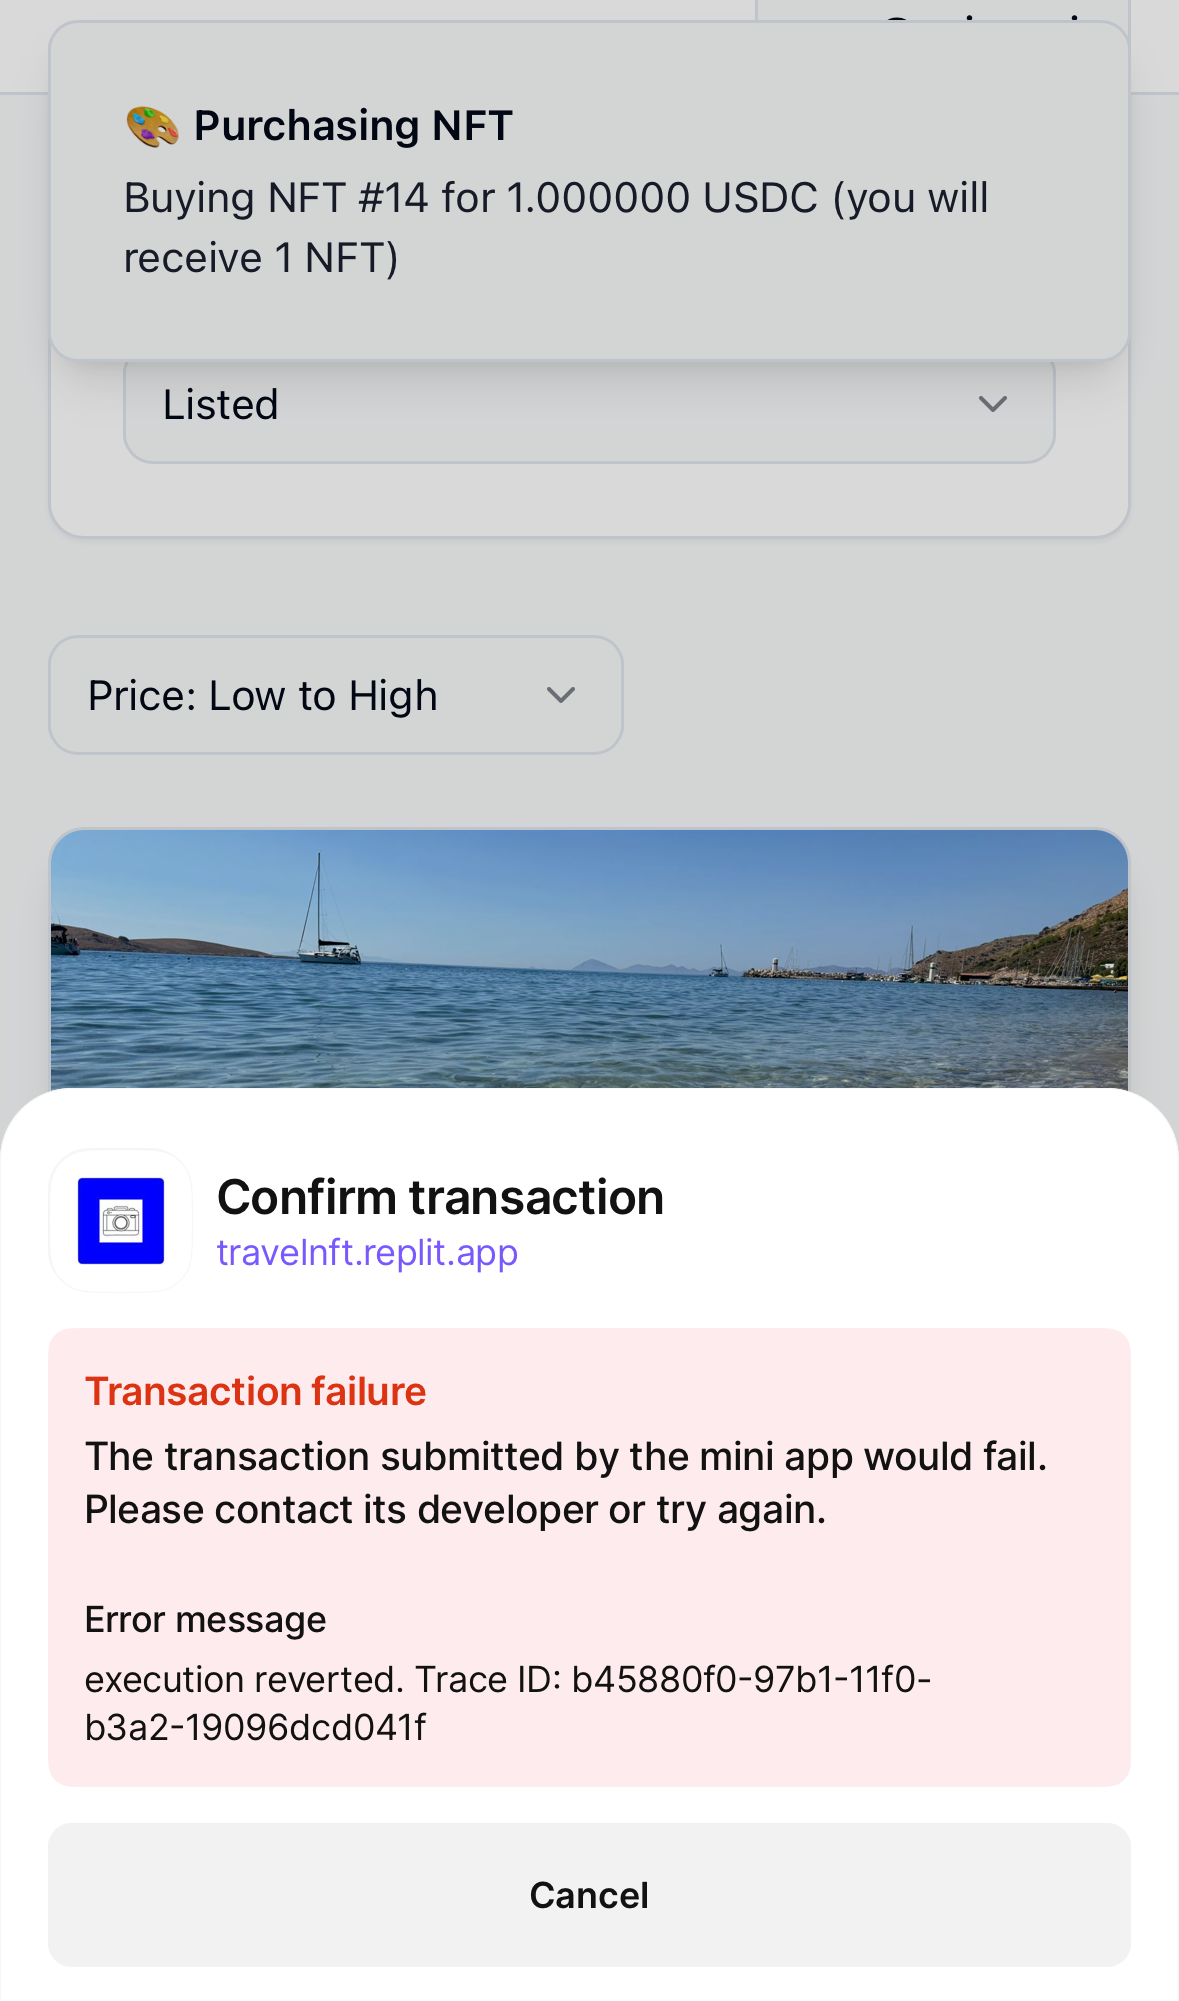 🎨 Purchasing NFT
Buying NFT #14 for 1.000000 USDC (you will
receive 1 NFT)
Listed
Price: Low to High
Confirm transaction
travelnft.replit.app
Transaction failure
The transaction submitted by the mini app would fail.
Please contact its developer or try again.
Error message
execution reverted. Trace ID: b45880f0-97b1-11f0-
b3a2-19096dcd041f
Cancel